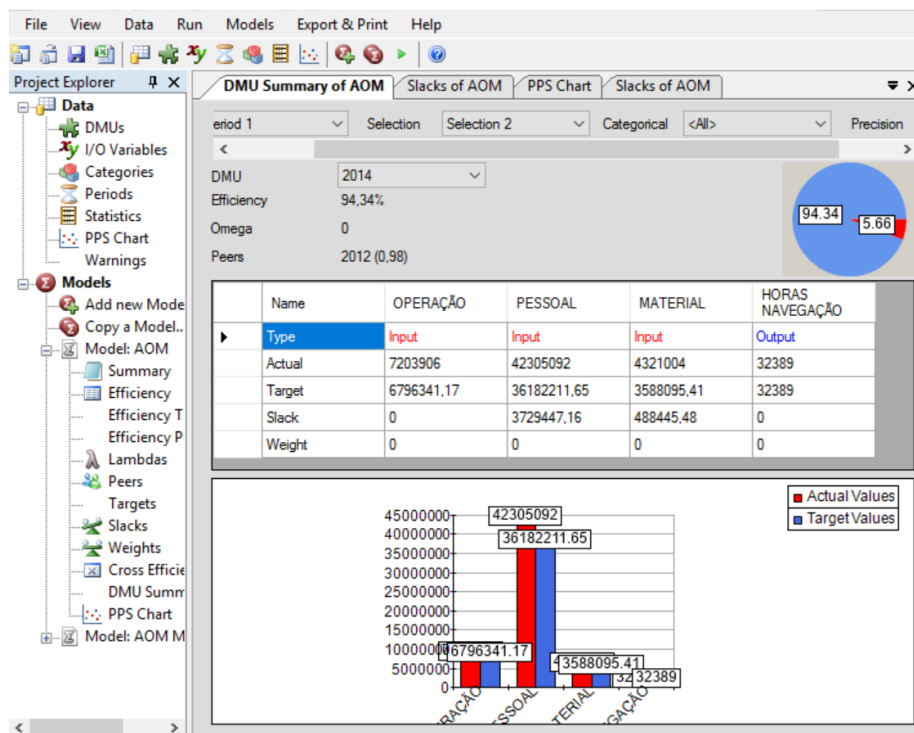 File View Data Run Models Export & Print Help
Project Explorer
DMU Summary of AOM Slacks of AOM PPS Chart Slacks of AOM
Data
DMUs
I/O Variables
Categories
Periods
Statistics
PPS Chart
Warnings
Models
Add new Mode
Copy a Model..
Model: AOM
Summary
Efficiency
Efficiency T
Efficiency P
Lambdas
Peers
Targets
Slacks
Weights
Cross Efficie
DMU Summ
PPS Chart
Model: AOM M
eriod 1 Selection Selection 2 Categorical <All> Precision
DMU 2014
Efficiency 94,34%
Omega 0
Peers 2012 (0,98)
94.34
5.66
Name OPERAÇÃO PESSOAL MATERIAL HORAS NAVEGAÇÃO
Type Input Input Input Output
Actual 7203906 42305092 4321004 32389
Target 6796341,17 36182211,65 3588095,41 32389
Slack 0 3729447,16 488445,48 0
Weight 0 0 0 0
Actual Values
Target Values
45000000
40000000
35000000
30000000
25000000
20000000
15000000
10000000
5000000
0
42305092
36182211.65
6796341.17
3588095.41
32389
RAÇÃO
SSOAL
TERIAL
GAÇÃO